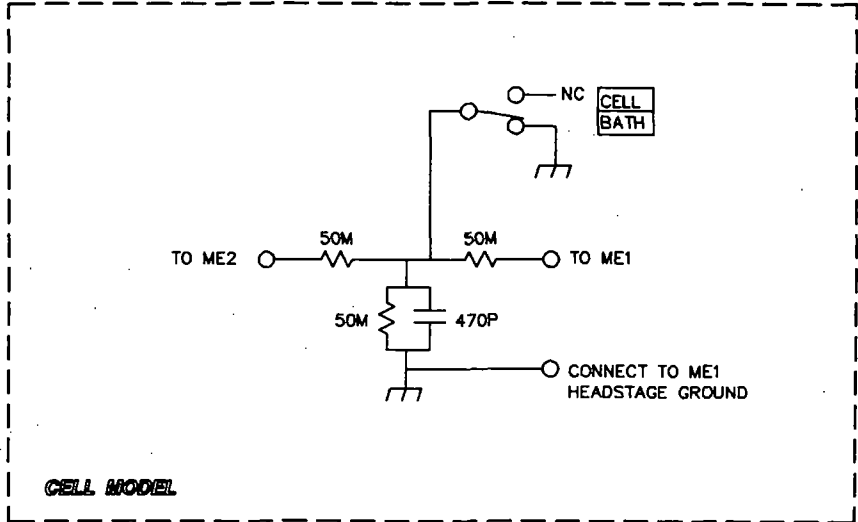 NC
CELL
BATH
50M
50M
TO ME2
TO ME1
50M
470P
CONNECT TO ME1
HEADSTAGE GROUND
CELL MODEL